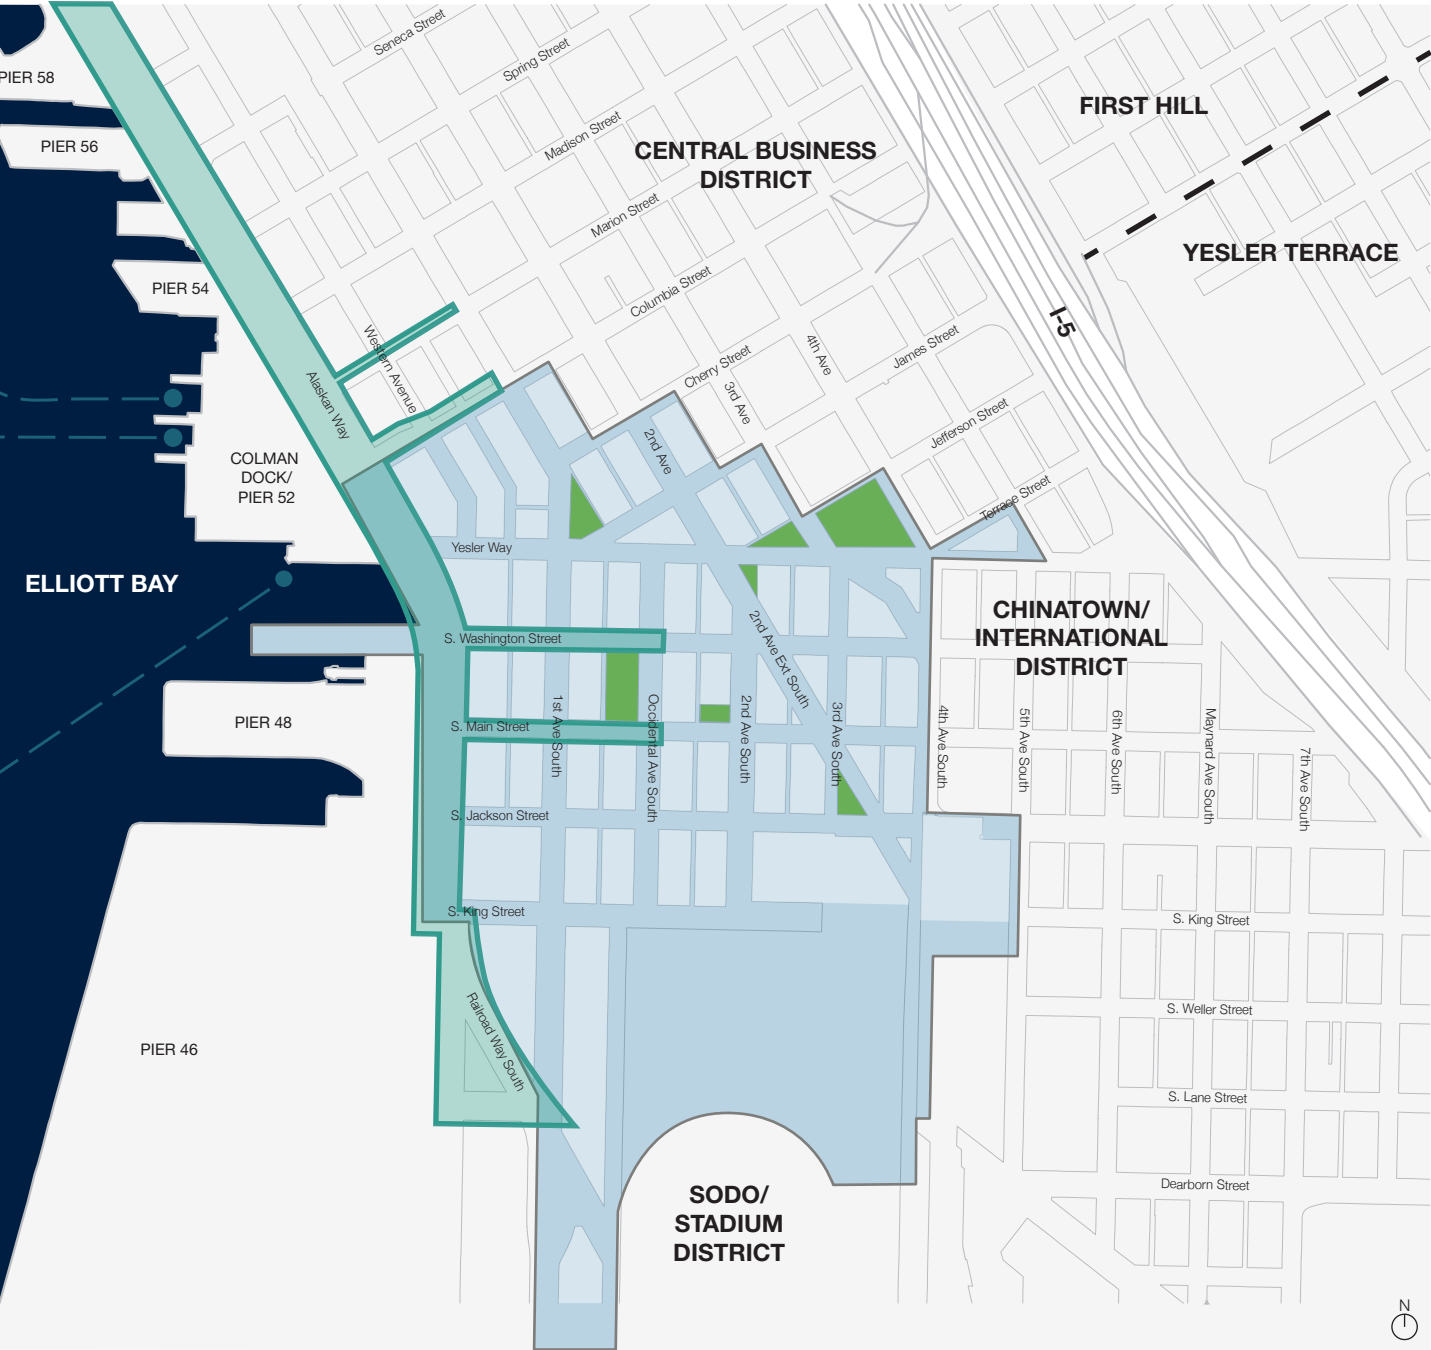 Seneca Street
Spring Street
PIER 58
FIRST HILL
PIER 56
Madison Street
CENTRAL BUSINESS
DISTRICT
Marion Street
YESLER TERRACE
PIER 54
Columbia Street
I-5
Western Avenue
4th Ave
James Street
Cherry Street
3rd Ave
Alaskan Way
Jefferson Street
2nd Ave
COLMAN
DOCK/
PIER 52
Terrace Street
Yesler Way
ELLIOTT BAY
CHINATOWN/
INTERNATIONAL
DISTRICT
S. Washington Street
2nd Ave Ext South
PIER 48
S. Main Street
1st Ave South
Occidental Ave South
2nd Ave South
3rd Ave South
4th Ave South
5th Ave South
6th Ave South
Maynard Ave South
7th Ave South
S. Jackson Street
S. King Street
S. King Street
S. Weller Street
Railroad Way South
PIER 46
S. Lane Street
Dearborn Street
SODO/
STADIUM
DISTRICT
N